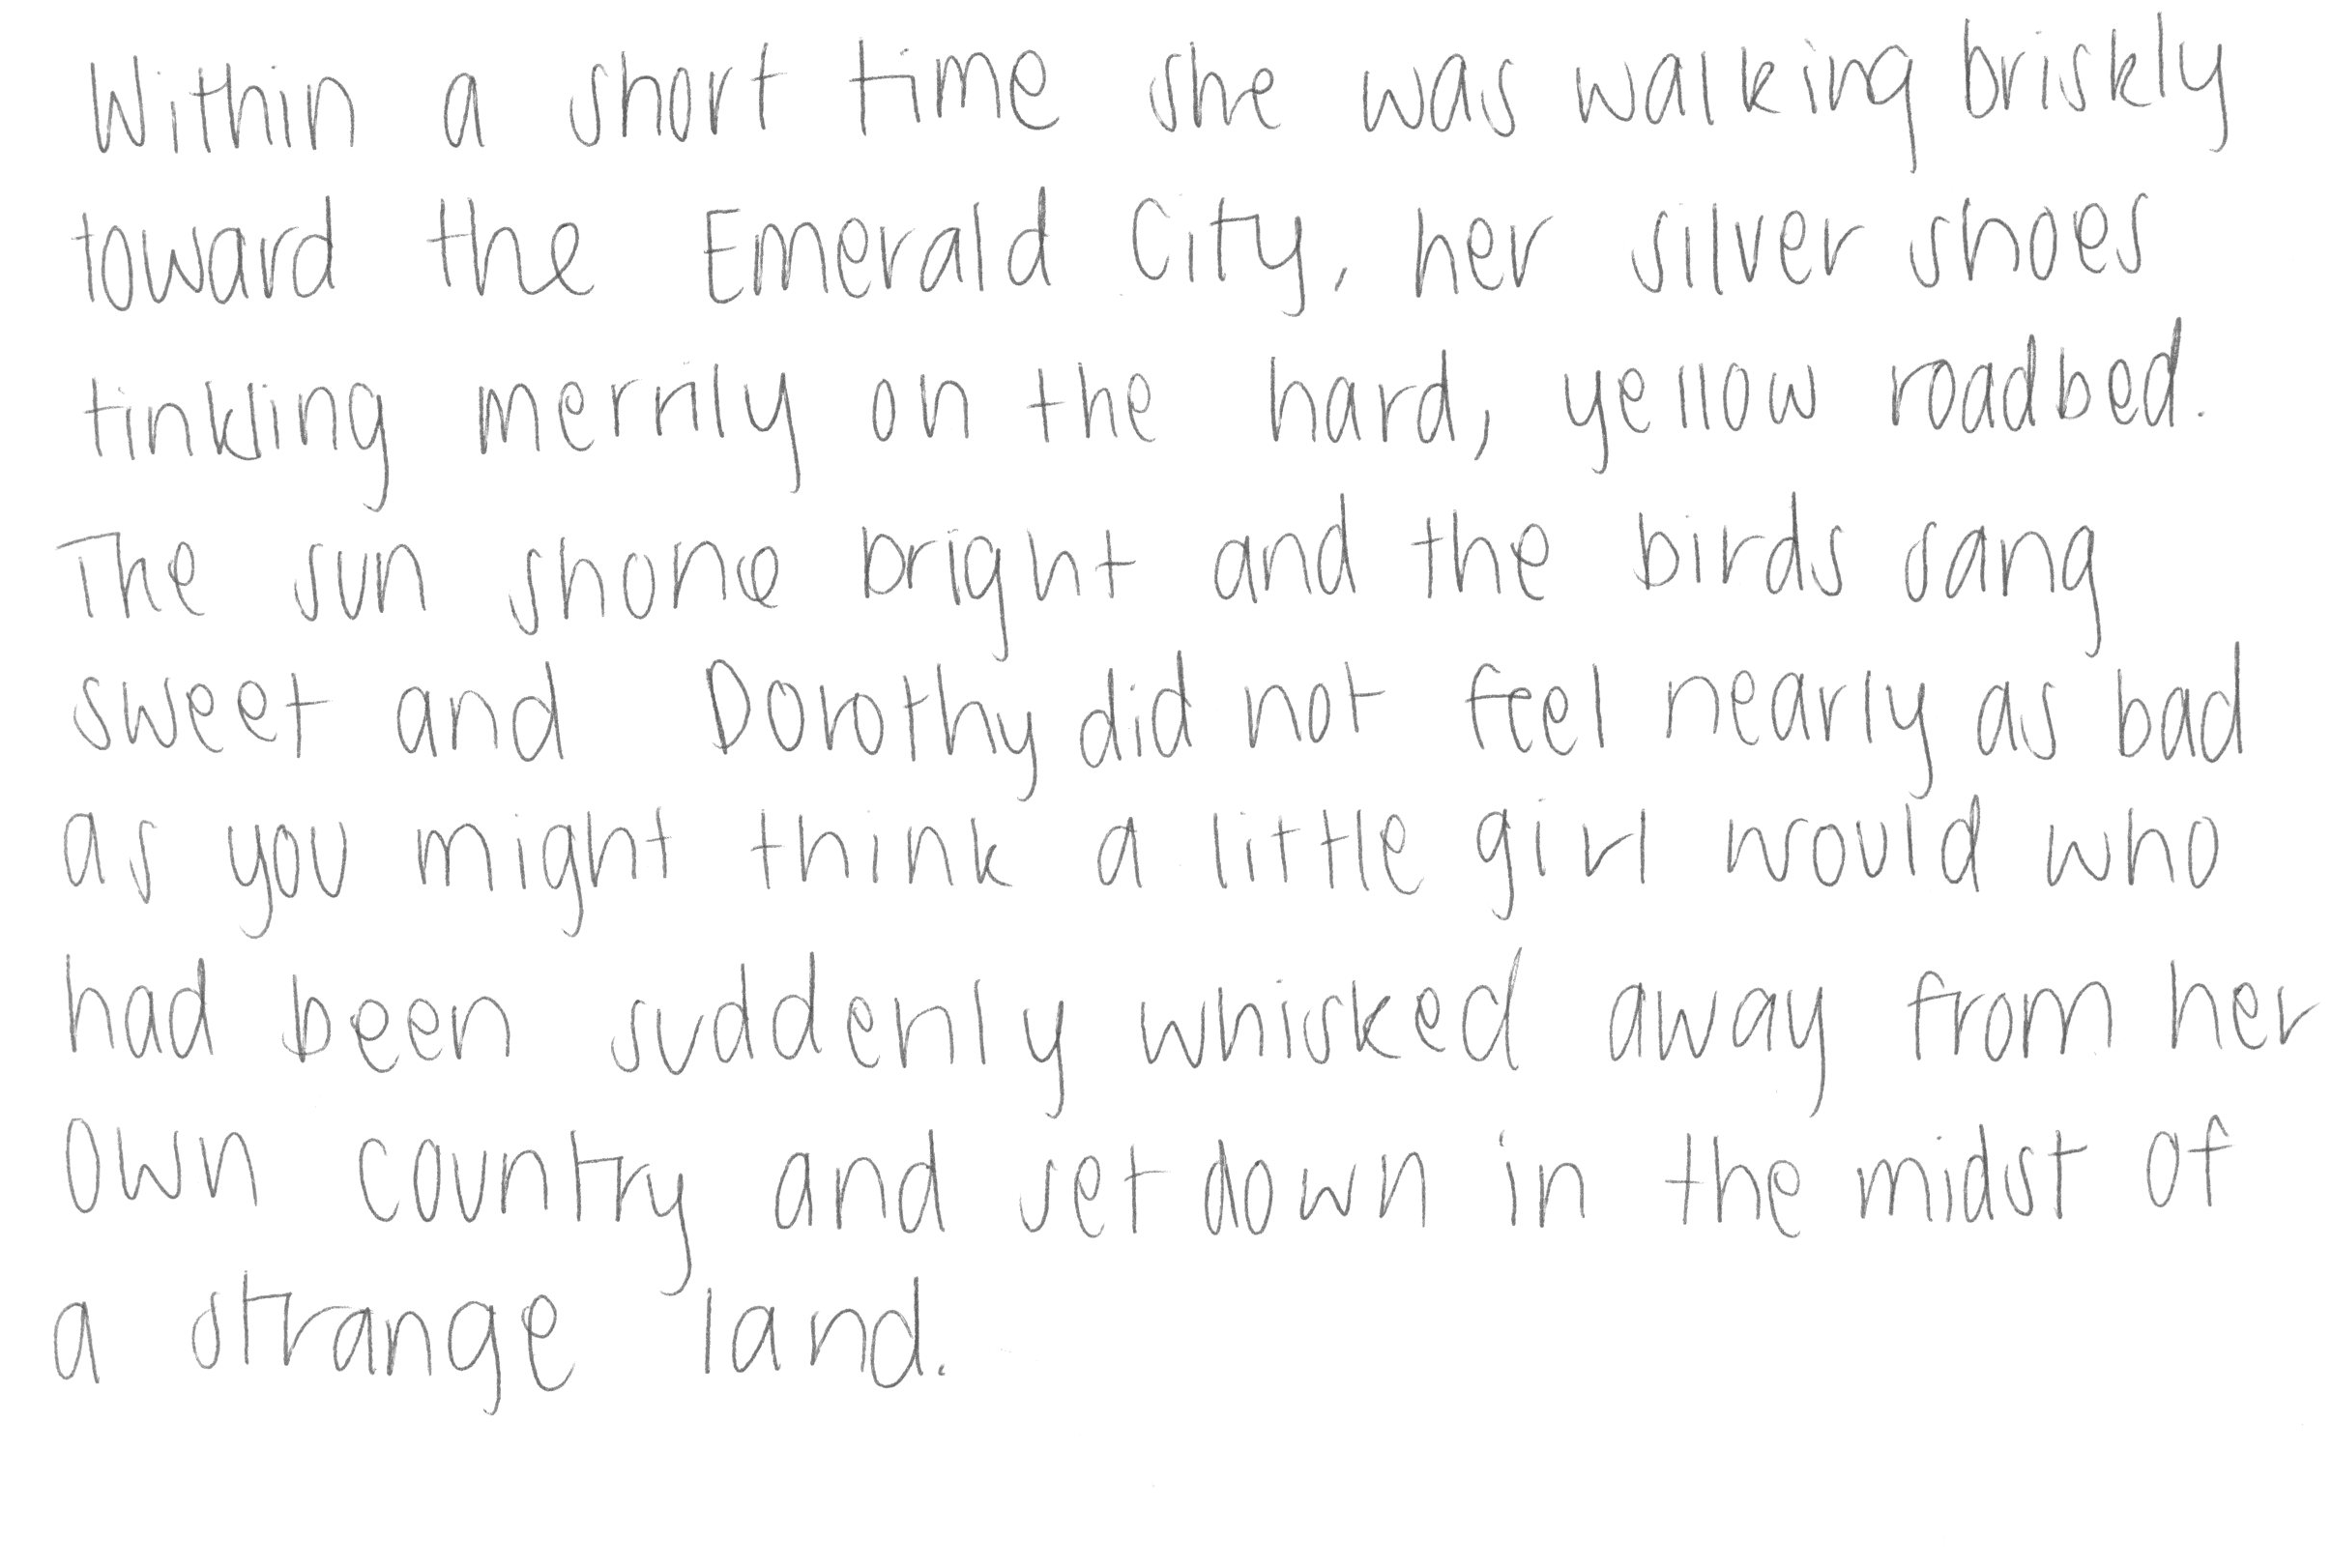 Within a short time she was walking briskly
toward the Emerald City, her silver shoes
tinkling merrily on the hard, yellow roadbed.
The sun shone bright and the birds sang
sweet and Dorothy did not feel nearly as bad
as you might think a little girl would who
had been suddenly whisked away from her
own country and set down in the midst of
a strange land.